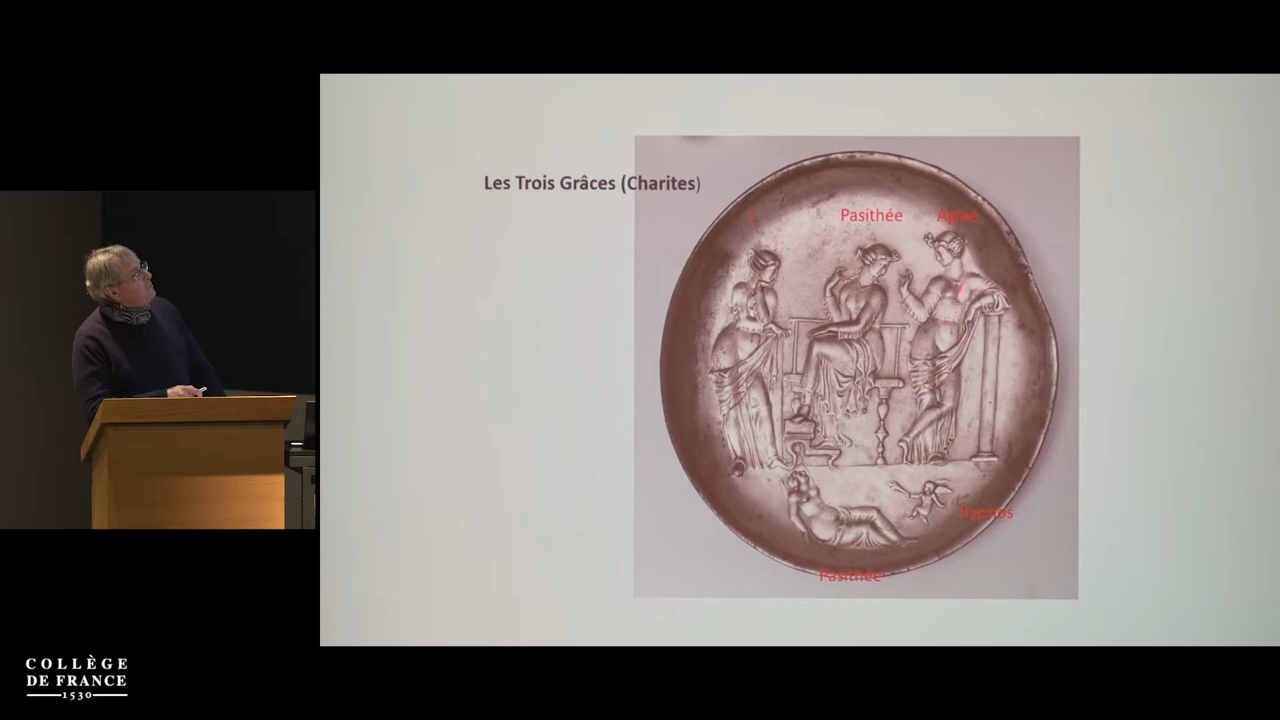 Les Trois Grâces (Charites)
Pasithée Aglaé
Hypnos
Pasithée
COLLÈGE
DE FRANCE
1530